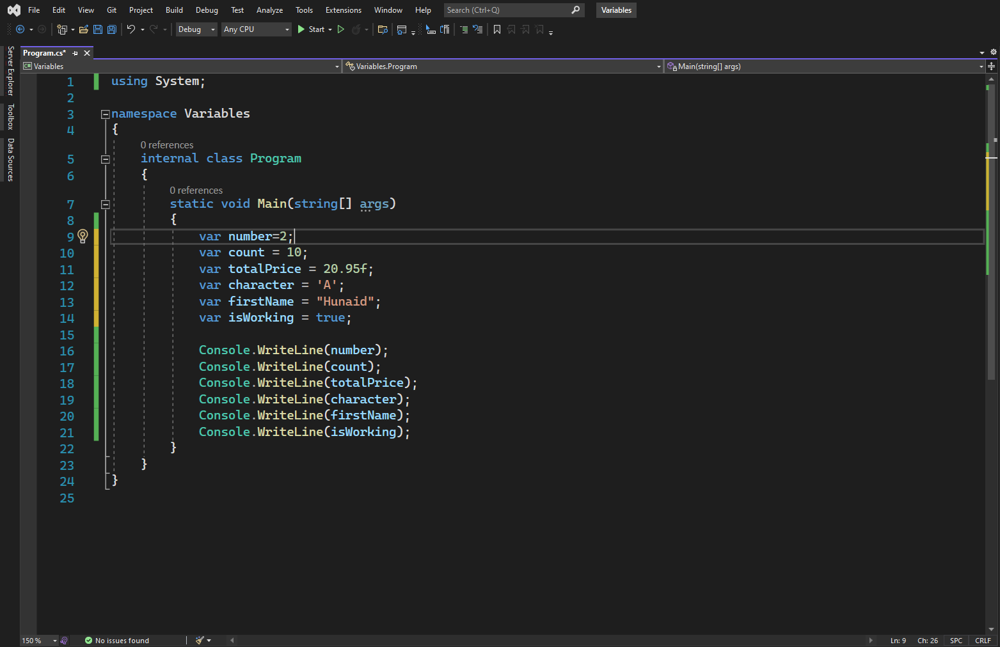 File Edit View Git Project Build Debug Test Analyze Tools Extensions Window Help Search (Ctrl+Q) Variables
Debug Any CPU Start
Server Explorer
Toolbox
Data Sources
Program.cs*
C# Variables Variables.Program Main(string[] args)
1 using System;
2
3 namespace Variables
4 {
0 references
5 internal class Program
6 {
0 references
7 static void Main(string[] args)
8 {
9 var number=2;
10 var count = 10;
11 var totalPrice = 20.95f;
12 var character = 'A';
13 var firstName = "Hunaid";
14 var isWorking = true;
15
16 Console.WriteLine(number);
17 Console.WriteLine(count);
18 Console.WriteLine(totalPrice);
19 Console.WriteLine(character);
20 Console.WriteLine(firstName);
21 Console.WriteLine(isWorking);
22 }
23 }
24 }
25
150 % No issues found Ln: 9 Ch: 26 SPC CRLF